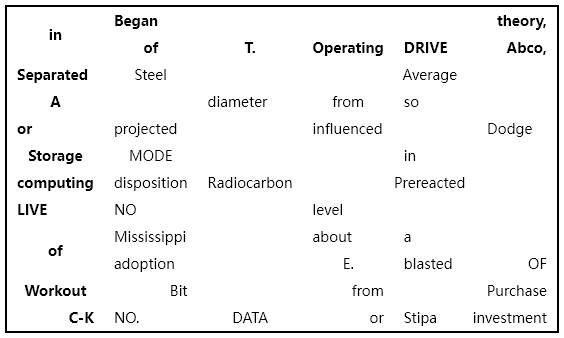 Began theory,
in
of T. Operating DRIVE Abco,
Separated Steel Average
A diameter from so
or projected influenced Dodge
Storage MODE in
computing disposition Radiocarbon Prereacted
LIVE NO level
Mississippi about a
of
adoption E. blasted OF
Workout Bit from Purchase
C-K NO. DATA or Stipa investment